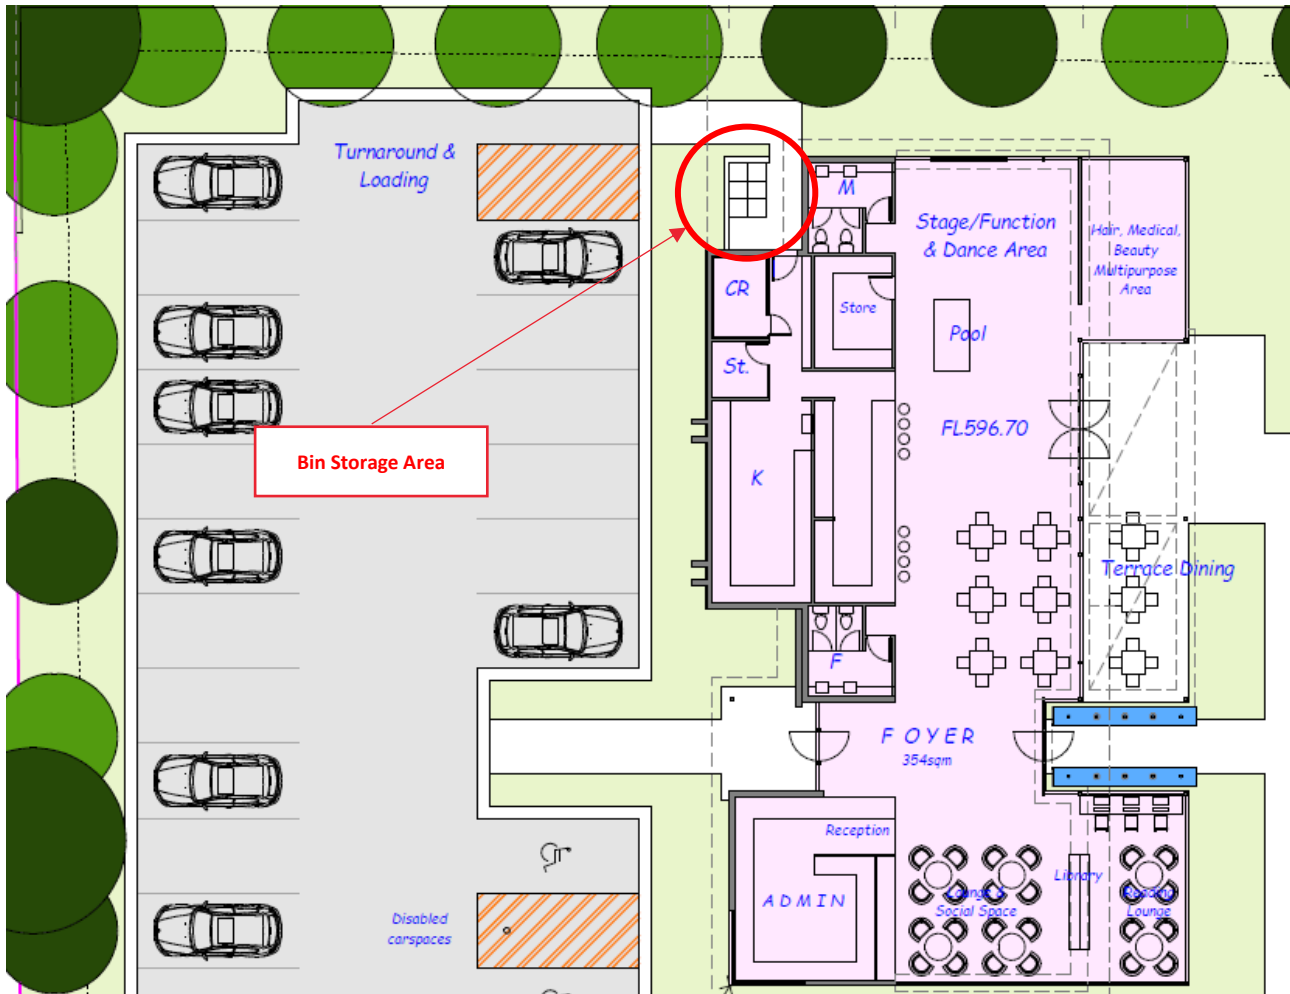 Turnaround &
Loading
M
Stage/Function
& Dance Area
Hair, Medical,
Beauty
Multipurpose
Area
CR
Store
Pool
St.
FL596.70
Bin Storage Area
K
Terrace Dining
F
F O Y E R
354sqm
Reception
Library
ADMIN
Lounge &
Social Space
Reading
Lounge
Disabled
carspaces